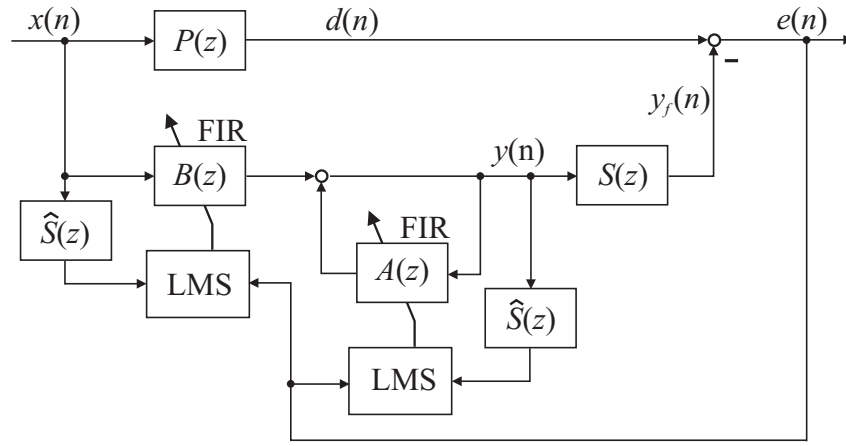 x(n)
P(z)
d(n)
e(n)
y_f(n)
FIR
B(z)
y(n)
S(z)
Ŝ(z)
FIR
A(z)
LMS
Ŝ(z)
LMS